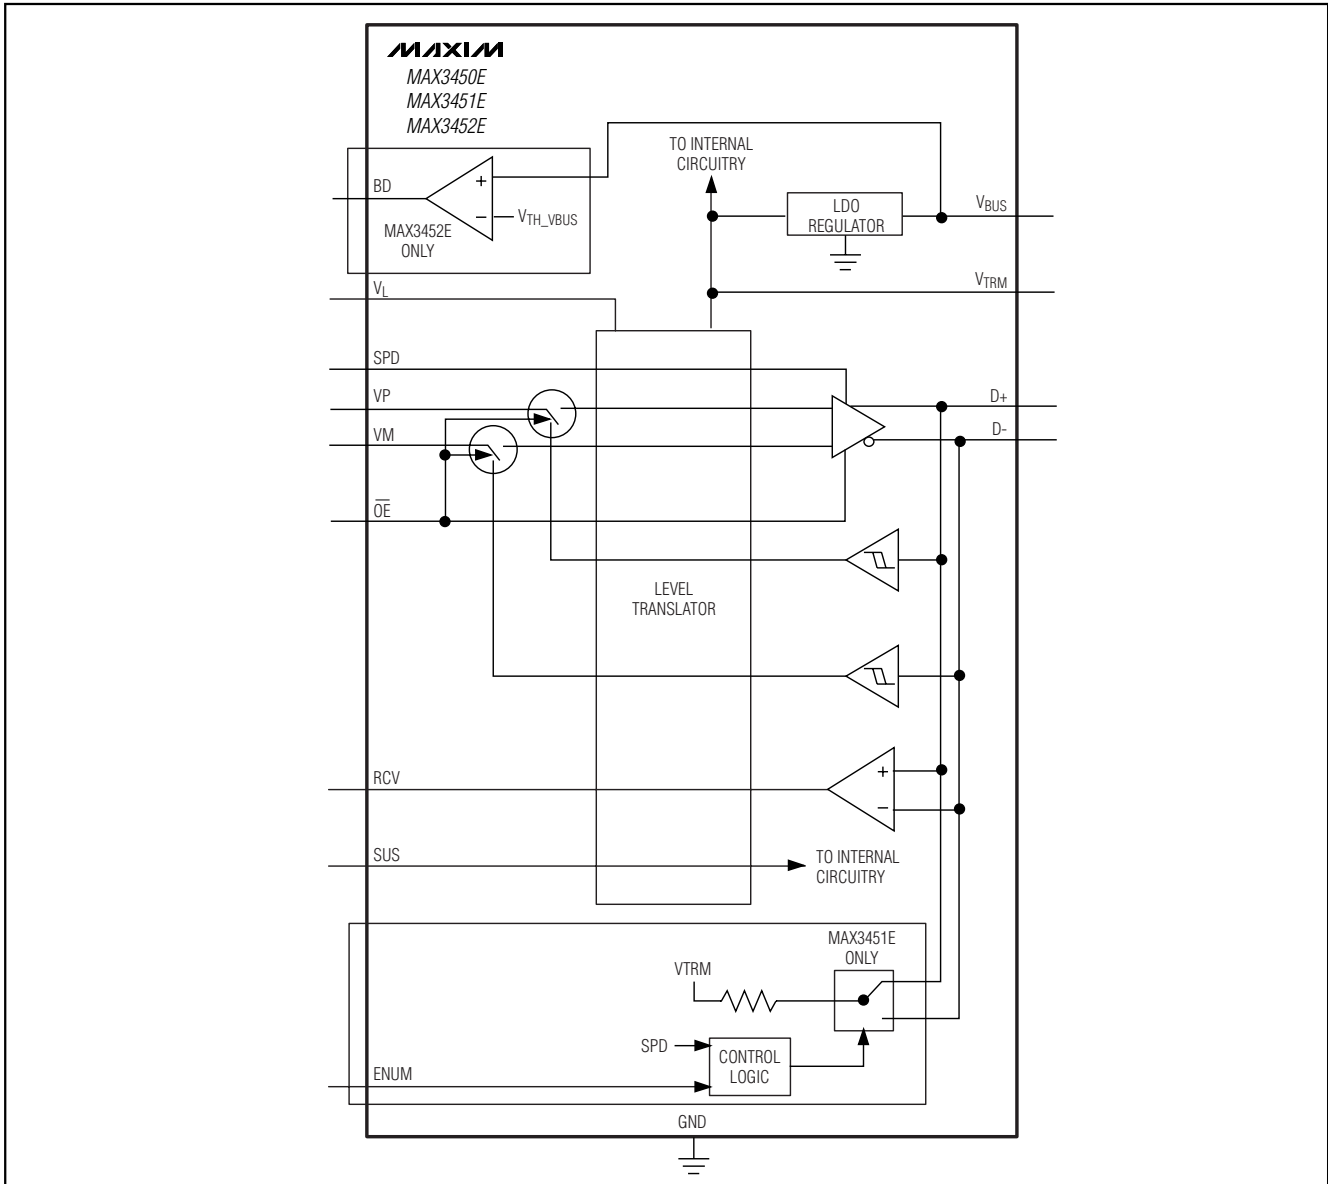 MAXIM
MAX3450E
MAX3451E
MAX3452E
TO INTERNAL
CIRCUITRY
BD
+
−
VTH_VBUS
MAX3452E
ONLY
LDO
REGULATOR
VBUS
VTRM
VL
SPD
VP
VM
OE
D+
D-
LEVEL
TRANSLATOR
RCV
+
−
SUS
TO INTERNAL
CIRCUITRY
MAX3451E
ONLY
VTRM
SPD
CONTROL
LOGIC
ENUM
GND